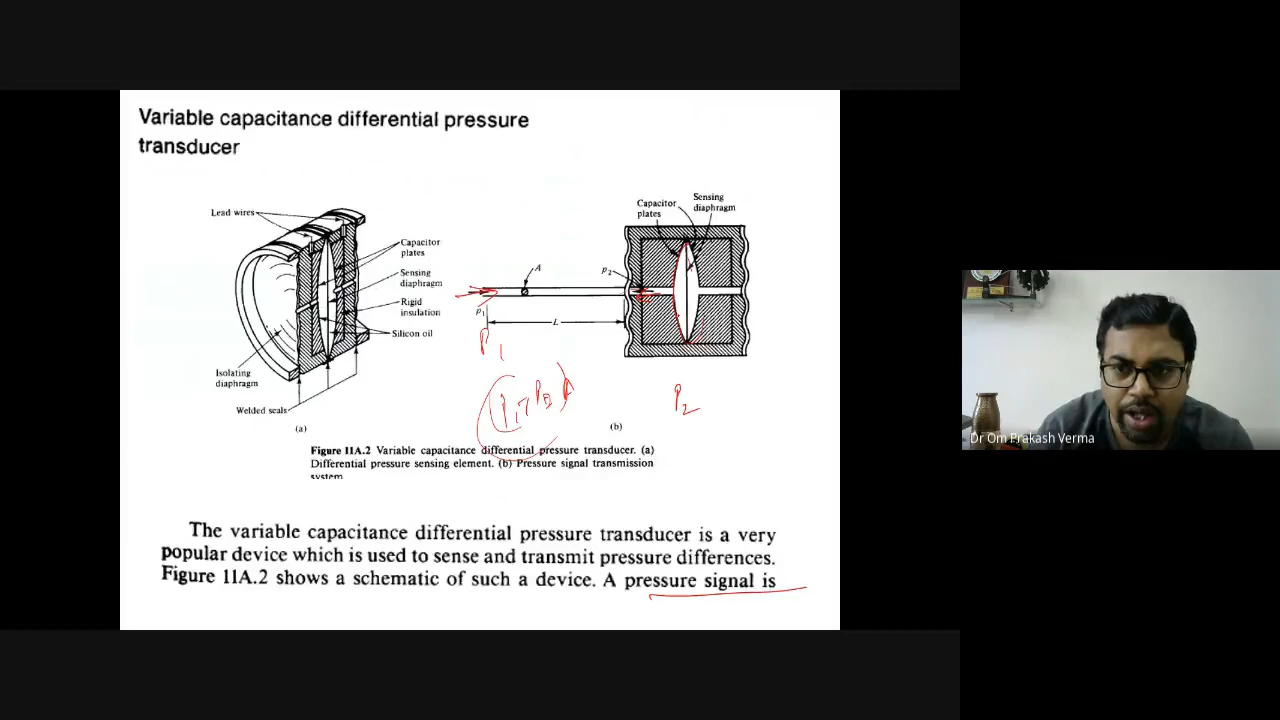 Variable capacitance differential pressure
transducer
Lead wires
Capacitor
plates
Sensing
diaphragm
Rigid
insulation
Silicon oil
Isolating
diaphragm
Welded seals
(a)
Capacitor
plates
Sensing
diaphragm
p2
A
p1
L
P1
P2
(b)
Figure 11A.2 Variable capacitance differential pressure transducer. (a)
Differential pressure sensing element. (b) Pressure signal transmission
system
The variable capacitance differential pressure transducer is a very
popular device which is used to sense and transmit pressure differences.
Figure 11A.2 shows a schematic of such a device. A pressure signal is
Dr Om Prakash Verma